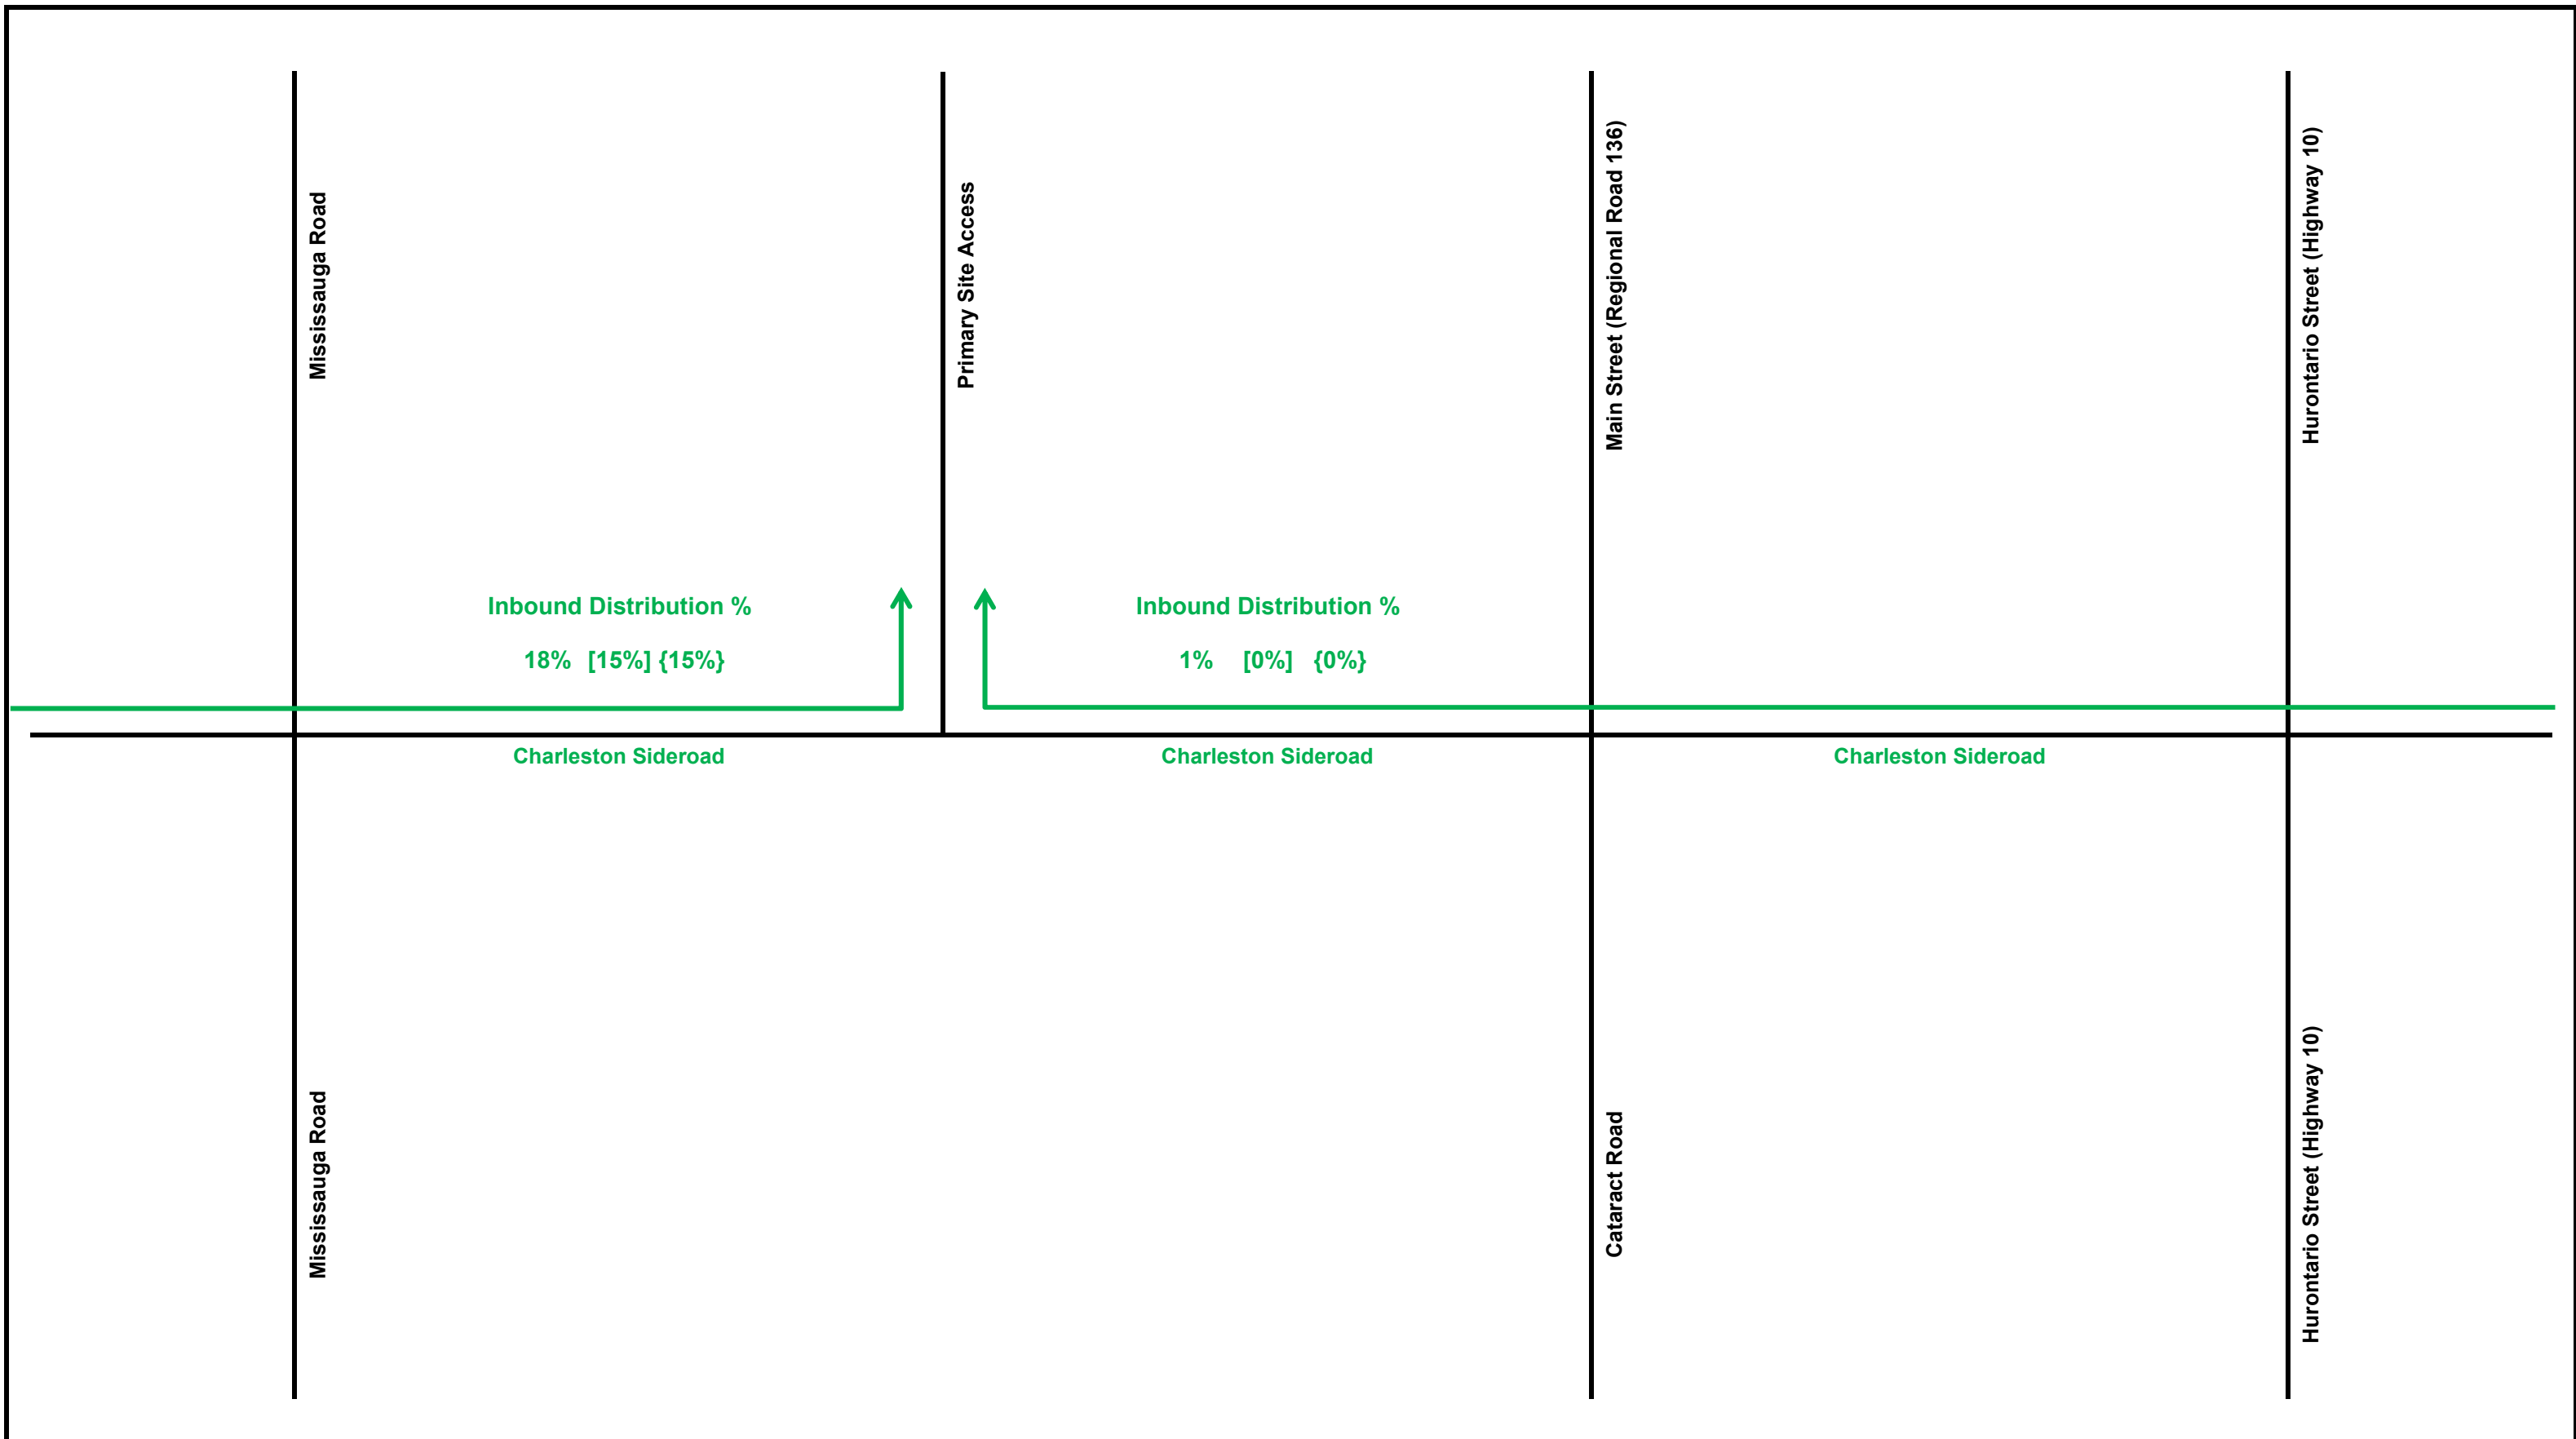 Mississauga Road
Primary Site Access
Main Street (Regional Road 136)
Hurontario Street (Highway 10)
Inbound Distribution %
18% [15%] {15%}
Inbound Distribution %
1% [0%] {0%}
Charleston Sideroad
Charleston Sideroad
Charleston Sideroad
Mississauga Road
Cataract Road
Hurontario Street (Highway 10)